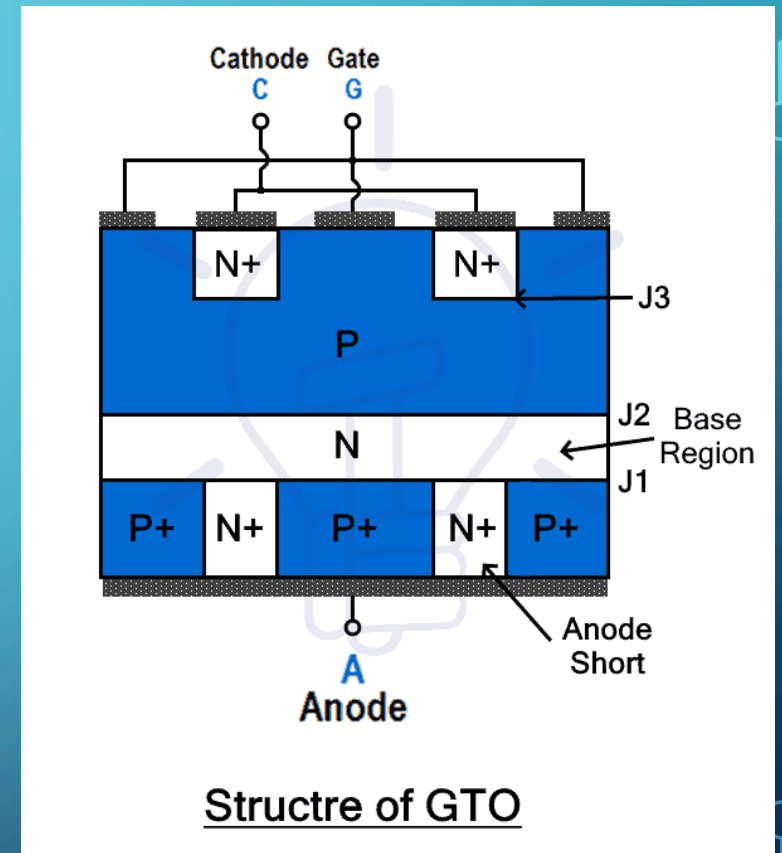 Cathode Gate
C G
N+ N+
J3
P
J2
Base
Region
N
J1
P+ N+ P+ N+ P+
Anode
Short
A
Anode
Structre of GTO